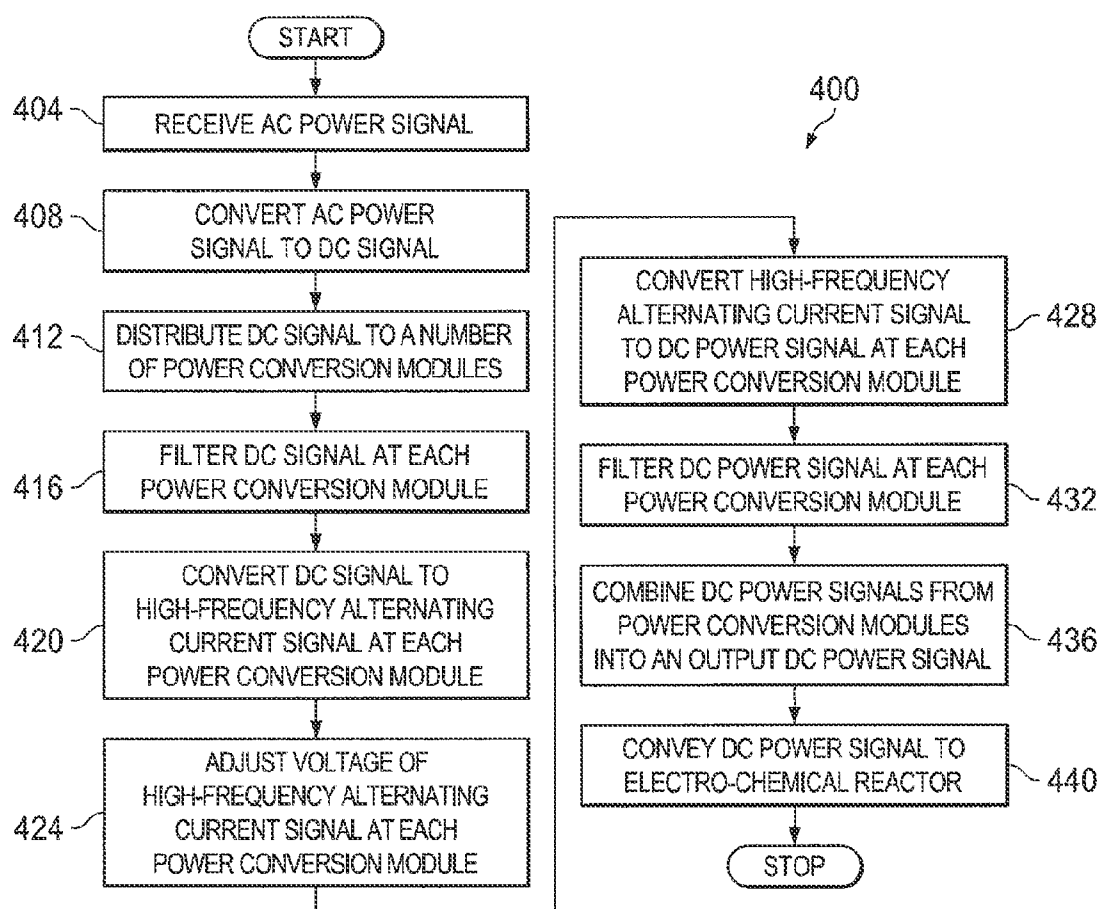 START
404
RECEIVE AC POWER SIGNAL
408
CONVERT AC POWER
SIGNAL TO DC SIGNAL
412
DISTRIBUTE DC SIGNAL TO A NUMBER
OF POWER CONVERSION MODULES
416
FILTER DC SIGNAL AT EACH
POWER CONVERSION MODULE
420
CONVERT DC SIGNAL TO
HIGH-FREQUENCY ALTERNATING
CURRENT SIGNAL AT EACH
POWER CONVERSION MODULE
424
ADJUST VOLTAGE OF
HIGH-FREQUENCY ALTERNATING
CURRENT SIGNAL AT EACH
POWER CONVERSION MODULE
400
CONVERT HIGH-FREQUENCY
ALTERNATING CURRENT SIGNAL
TO DC POWER SIGNAL AT EACH
POWER CONVERSION MODULE
428
FILTER DC POWER SIGNAL AT EACH
POWER CONVERSION MODULE
432
COMBINE DC POWER SIGNALS FROM
POWER CONVERSION MODULES
INTO AN OUTPUT DC POWER SIGNAL
436
CONVEY DC POWER SIGNAL TO
ELECTRO-CHEMICAL REACTOR
440
STOP